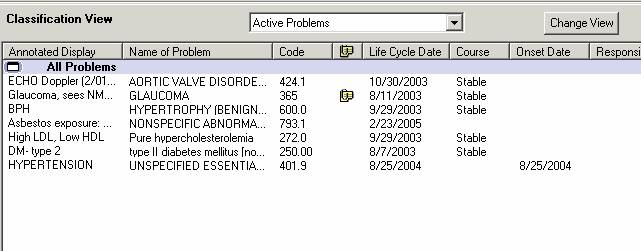 Classification View Active Problems Change View
Annotated Display Name of Problem Code Life Cycle Date Course Onset Date Responsi
All Problems
ECHO Doppler (2/01... AORTIC VALVE DISORDE... 424.1 10/30/2003 Stable
Glaucoma, sees NM... GLAUCOMA 365 8/11/2003 Stable
BPH HYPERTROPHY (BENIGN... 600.0 9/29/2003 Stable
Asbestos exposure: ... NONSPECIFIC ABNORMA... 793.1 2/23/2005
High LDL, Low HDL Pure hypercholesterolemia 272.0 9/29/2003 Stable
DM- type 2 type II diabetes mellitus [no... 250.00 8/7/2003 Stable
HYPERTENSION UNSPECIFIED ESSENTIA... 401.9 8/25/2004 8/25/2004